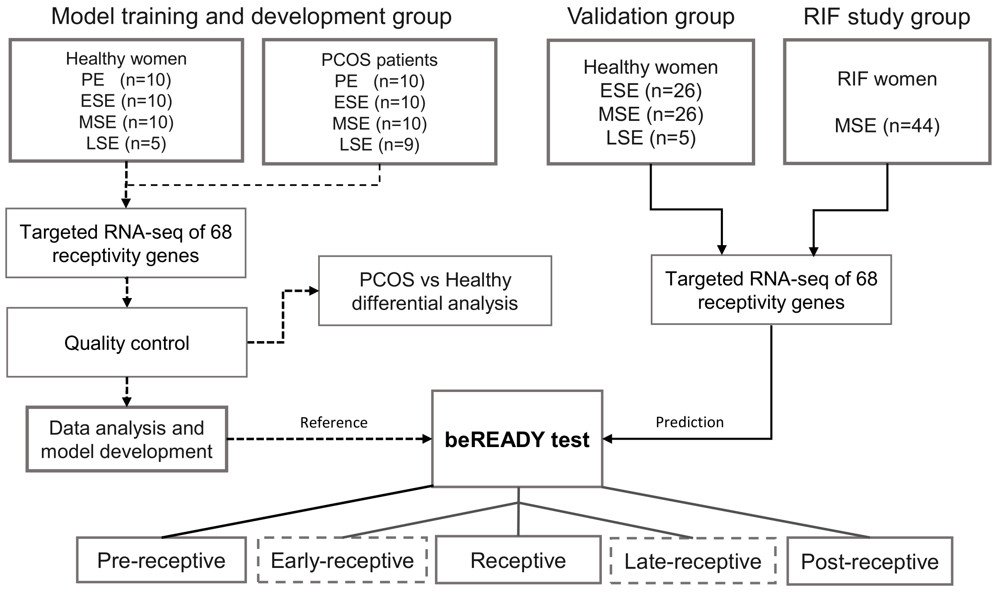 Model training and development group
Healthy women
PE (n=10)
ESE (n=10)
MSE (n=10)
LSE (n=5)
PCOS patients
PE (n=10)
ESE (n=10)
MSE (n=10)
LSE (n=9)
Validation group
Healthy women
ESE (n=26)
MSE (n=26)
LSE (n=5)
RIF study group
RIF women
MSE (n=44)
Targeted RNA-seq of 68
receptivity genes
Quality control
PCOS vs Healthy
differential analysis
Targeted RNA-seq of 68
receptivity genes
Data analysis and
model development
Reference
beREADY test
Prediction
Pre-receptive
Early-receptive
Receptive
Late-receptive
Post-receptive